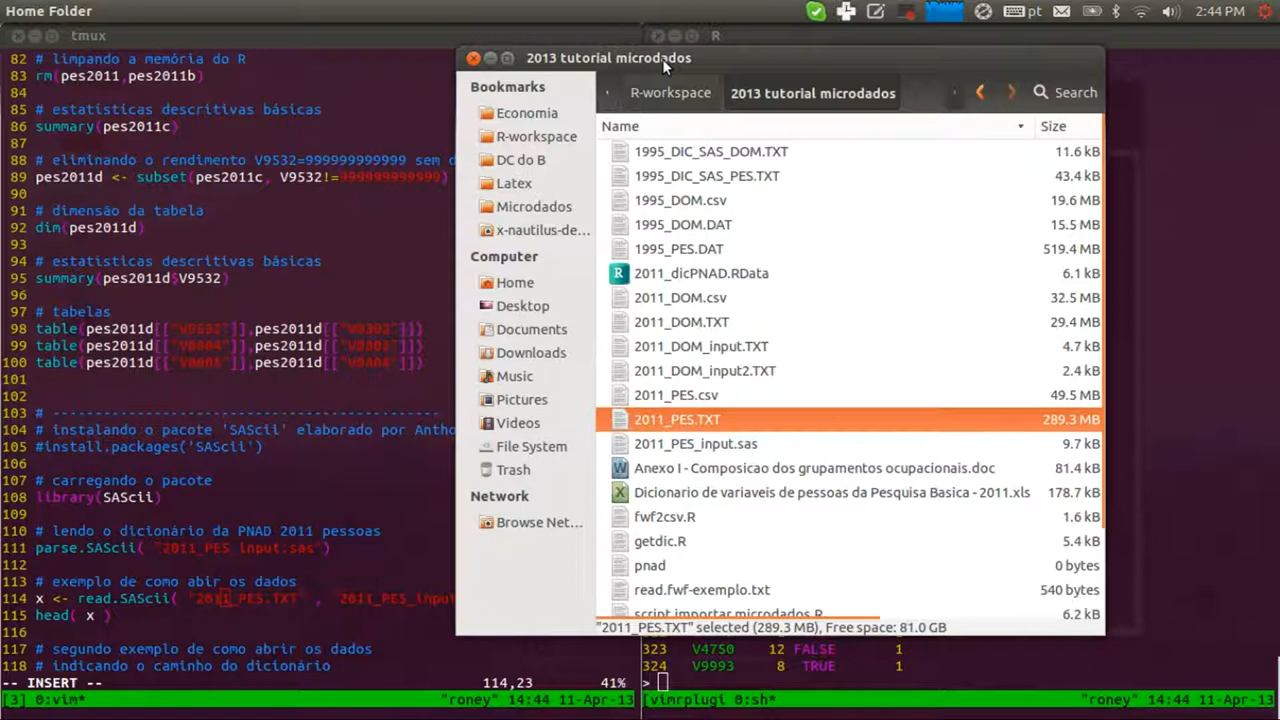 Home Folder
pt
2:44 PM
tmux
R
82 # limpando a memória do R
83 rm(pes2011,pes2011b)
84
85 # estatísticas descritivas básicas
86 summary(pes2011c)
87
88 # eliminando o rendimento V9532=999999999999 sem d
89 pes2011d <- subset(pes2011c, V9532!=999999999999)
90
91 # dimensão da tabela
92 dim(pes2011d)
93
94 # estatísticas descritivas básicas
95 summary(pes2011d$V9532)
96
97 # tabelas
98 table(pes2011d[[
]],pes2011d[[
]])
99 table(pes2011d[[
]],pes2011d[[
]])
100 table(pes2011d[[
]],pes2011d[[
]])
101
102
103 # -------------------------------------
104 # instalando o pacote 'SAScii' elaborado por Antho
105 #install.packages('SAScii')
106
107 # carregando o pacote
108 library(SAScii)
109
110 # lendo o dicionário da PNAD 2011 pessoas
111 parse.SAScii( "2011_PES_input.sas")
112
113 # exemplo de como abir os dados
114 x <- read.SAScii( "2011_PES.TXT" , "2011_PES_input
115 head( x )
116
117 # segundo exemplo de como abrir os dados
118 # indicando o caminho do dicionário
-- INSERT --
114,23
41%
[3] 0:vim*
"roney" 14:44 11-Apr-13
2013 tutorial microdados
R-workspace
2013 tutorial microdados
Search
Bookmarks
Economia
R-workspace
DC do B
Latex
Microdados
x-nautilus-de...
Computer
Home
Desktop
Documents
Downloads
Music
Pictures
Videos
File System
Trash
Network
Browse Net...
Name
Size
1995_DIC_SAS_DOM.TXT 11.6 kB
1995_DIC_SAS_PES.TXT 43.4 kB
1995_DOM.csv 19.6 MB
1995_DOM.DAT 15.5 MB
1995_PES.DAT 519.4 MB
2011_dicPNAD.RData 6.1 kB
2011_DOM.csv 32.5 MB
2011_DOM.TXT 29.4 MB
2011_DOM_input.TXT 4.7 kB
2011_DOM_input2.TXT 2.4 kB
2011_PES.csv 49.5 MB
2011_PES.TXT 289.3 MB
2011_PES_input.sas 9.7 kB
Anexo I - Composicao dos grupamentos ocupacionais.doc 81.4 kB
Dicionario de variaveis de pessoas da Pesquisa Basica - 2011.xls 178.7 kB
fwf2csv.R 1.6 kB
getdic.R 5.4 kB
pnad 0 bytes
read.fwf-exemplo.txt 540 bytes
script importar microdados.R 6.2 kB
"2011_PES.TXT" selected (289.3 MB), Free space: 81.0 GB
323 V4750 12 FALSE 1
324 V9993 8 TRUE 1
>
[vimrplugi 0:sh*
"roney" 14:44 11-Apr-13